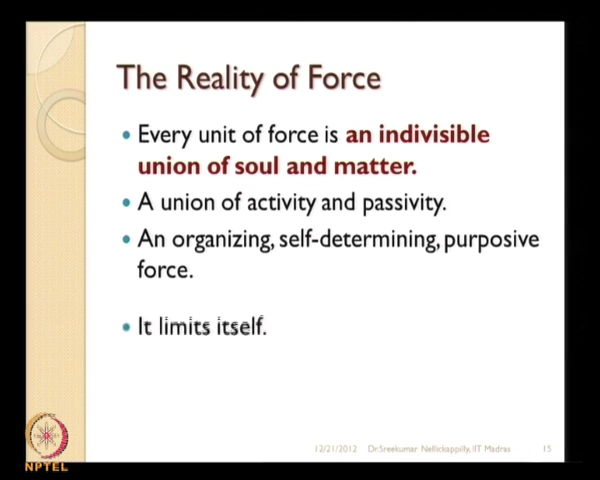 The Reality of Force
Every unit of force is an indivisible
union of soul and matter.
A union of activity and passivity.
An organizing, self-determining, purposive
force.
It limits itself.
12/21/2012 Dr.Sreekumar Nellickappilly, IIT Madras 15
NPTEL